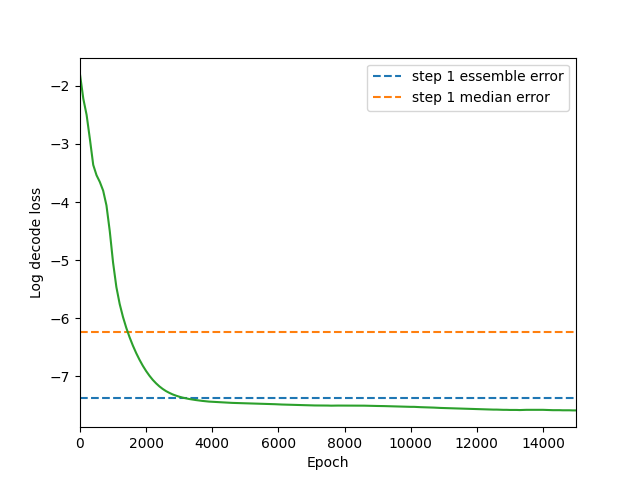 step 1 essemble error
step 1 median error
Log decode loss
−2
−3
−4
−5
−6
−7
0 2000 4000 6000 8000 10000 12000 14000
Epoch